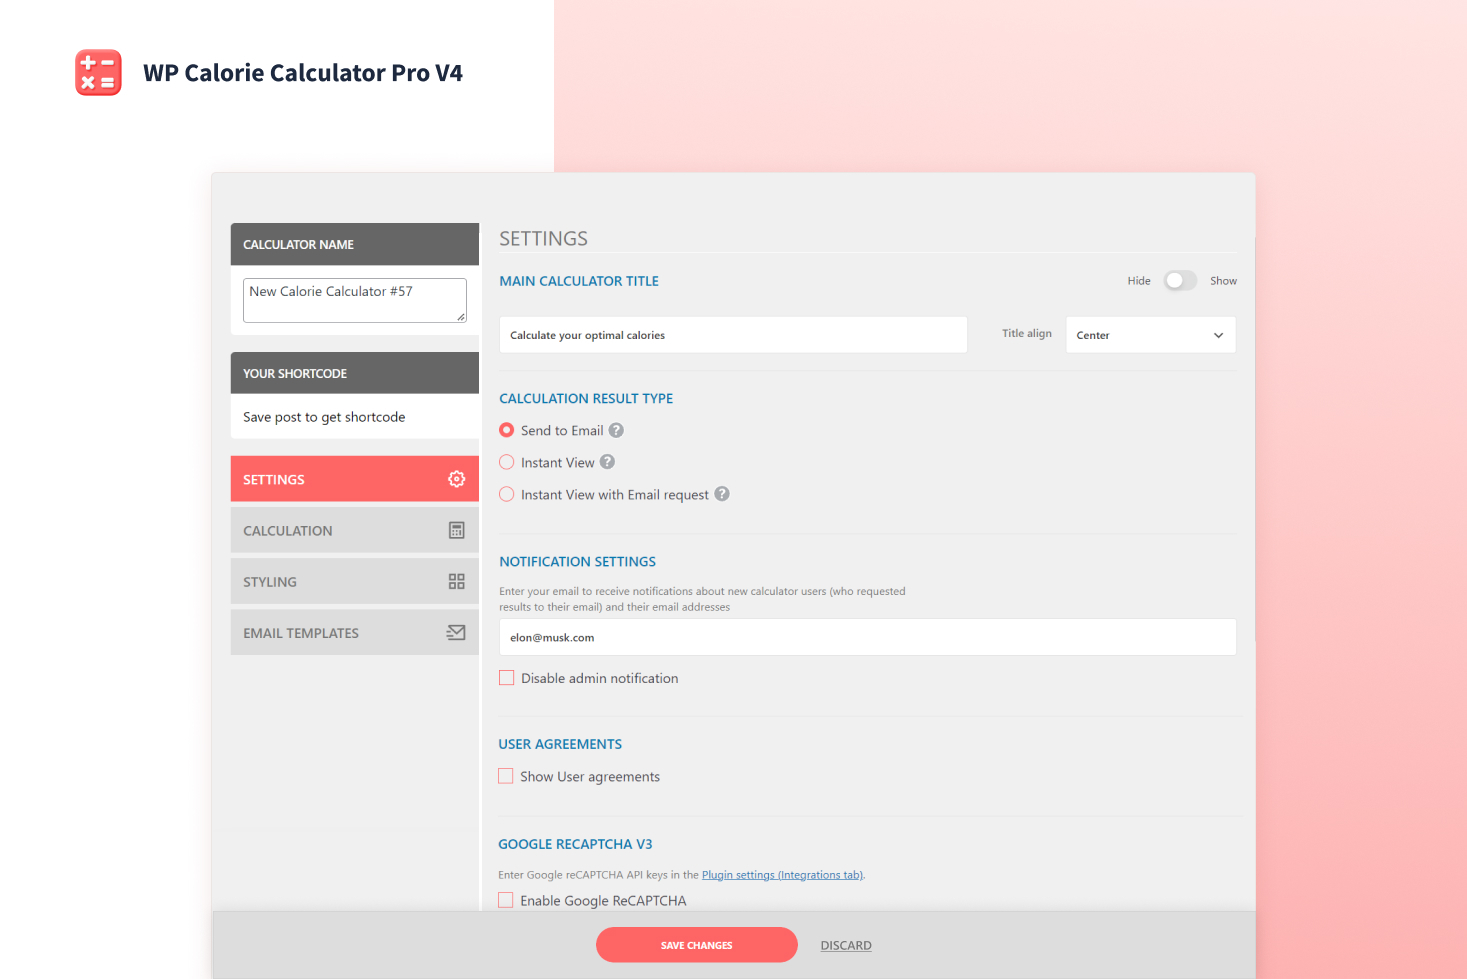 WP Calorie Calculator Pro V4
CALCULATOR NAME
New Calorie Calculator #57
YOUR SHORTCODE
Save post to get shortcode
SETTINGS
CALCULATION
STYLING
EMAIL TEMPLATES
SETTINGS
MAIN CALCULATOR TITLE
Hide Show
Calculate your optimal calories
Title align
Center
CALCULATION RESULT TYPE
Send to Email ?
Instant View ?
Instant View with Email request ?
NOTIFICATION SETTINGS
Enter your email to receive notifications about new calculator users (who requested
results to their email) and their email addresses
elon@musk.com
Disable admin notification
USER AGREEMENTS
Show User agreements
GOOGLE RECAPTCHA V3
Enter Google reCAPTCHA API keys in the Plugin settings (Integrations tab).
Enable Google ReCAPTCHA
SAVE CHANGES
DISCARD